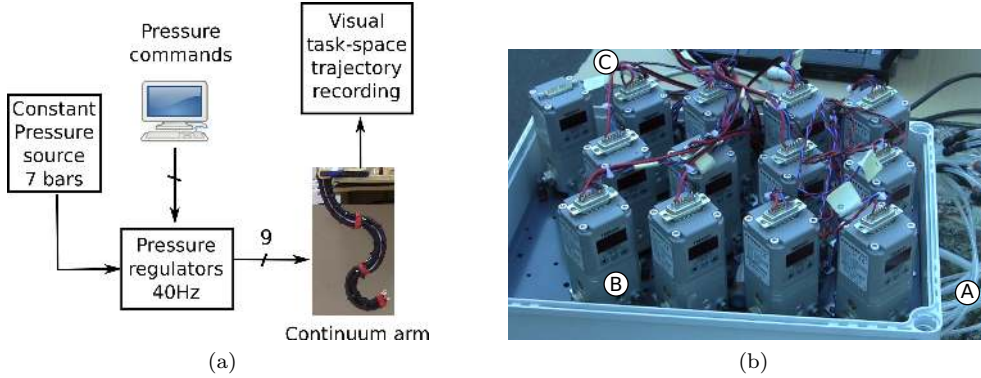 Pressure
commands
Visual
task-space
trajectory
recording
Constant
Pressure
source
7 bars
Pressure
regulators
40Hz
9
Continuum arm
(a)
C
B
A
(b)